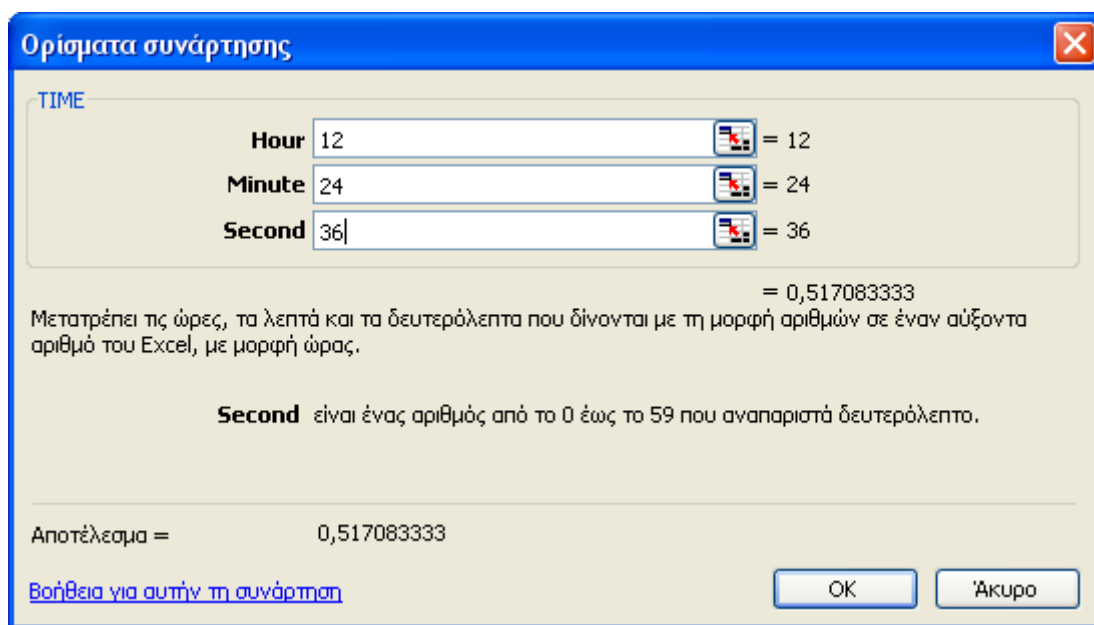 Ορίσματα συνάρτησης
TIME
Hour 12 = 12
Minute 24 = 24
Second 36 = 36
= 0,517083333
Μετατρέπει τις ώρες, τα λεπτά και τα δευτερόλεπτα που δίνονται με τη μορφή αριθμών σε έναν αύξοντα
αριθμό του Excel, με μορφή ώρας.
Second είναι ένας αριθμός από το 0 έως το 59 που αναπαριστά δευτερόλεπτο.
Αποτέλεσμα = 0,517083333
Βοήθεια για αυτήν τη συνάρτηση OK Άκυρο